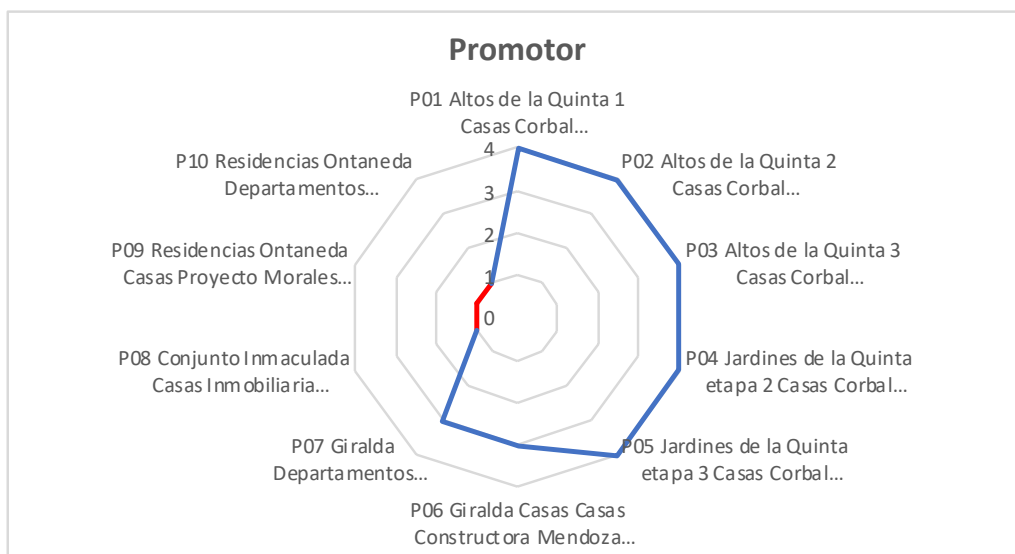 Promotor
P01 Altos de la Quinta 1
Casas Corbal...
P02 Altos de la Quinta 2
Casas Corbal...
P03 Altos de la Quinta 3
Casas Corbal...
P04 Jardines de la Quinta
etapa 2 Casas Corbal...
P05 Jardines de la Quinta
etapa 3 Casas Corbal...
P06 Giralda Casas Casas
Constructora Mendoza...
P07 Giralda
Departamentos...
P08 Conjunto Inmaculada
Casas Inmobiliaria...
P09 Residencias Ontaneda
Casas Proyecto Morales...
P10 Residencias Ontaneda
Departamentos...
4
3
2
1
0